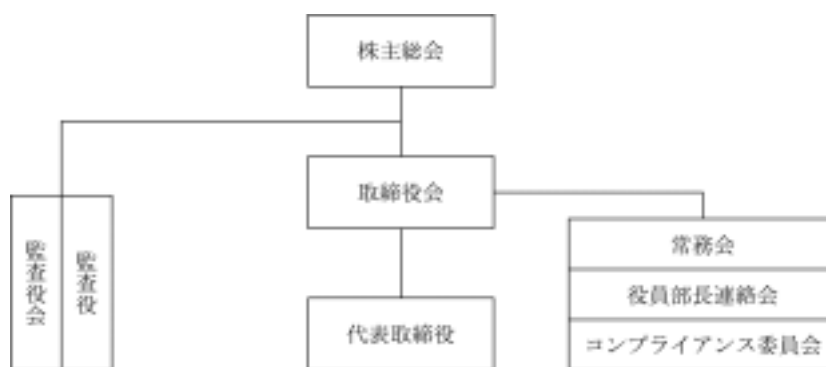 株主総会
取締役会
監査役会
監査役
常務会
役員部長連絡会
代表取締役
コンプライアンス委員会